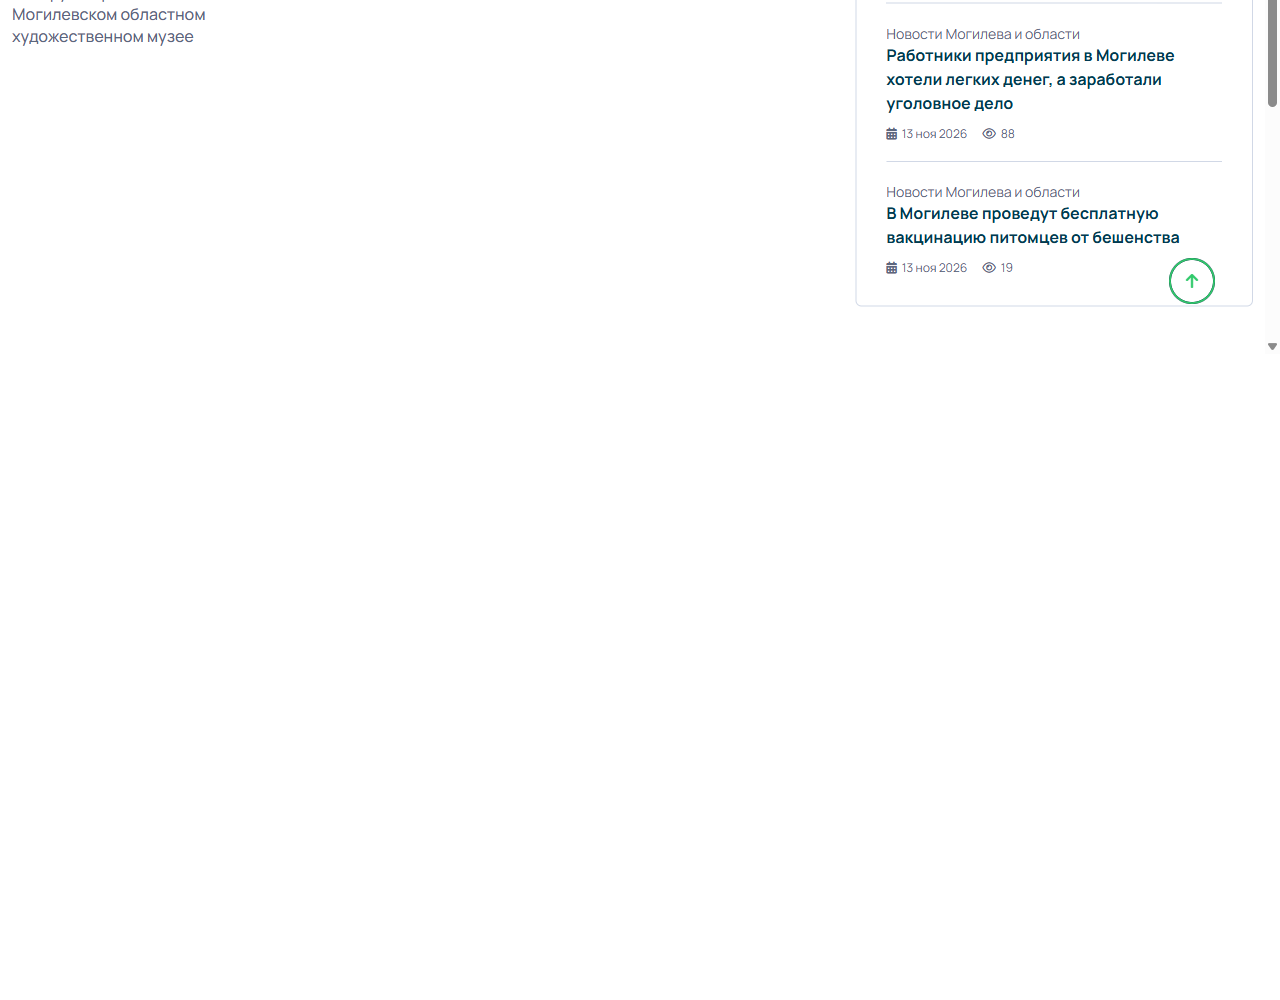 Могилевском областном
художественном музее
Новости Могилева и области
Работники предприятия в Могилеве
хотели легких денег, а заработали
уголовное дело
13 ноя 2026 88
Новости Могилева и области
В Могилеве проведут бесплатную
вакцинацию питомцев от бешенства
13 ноя 2026 19